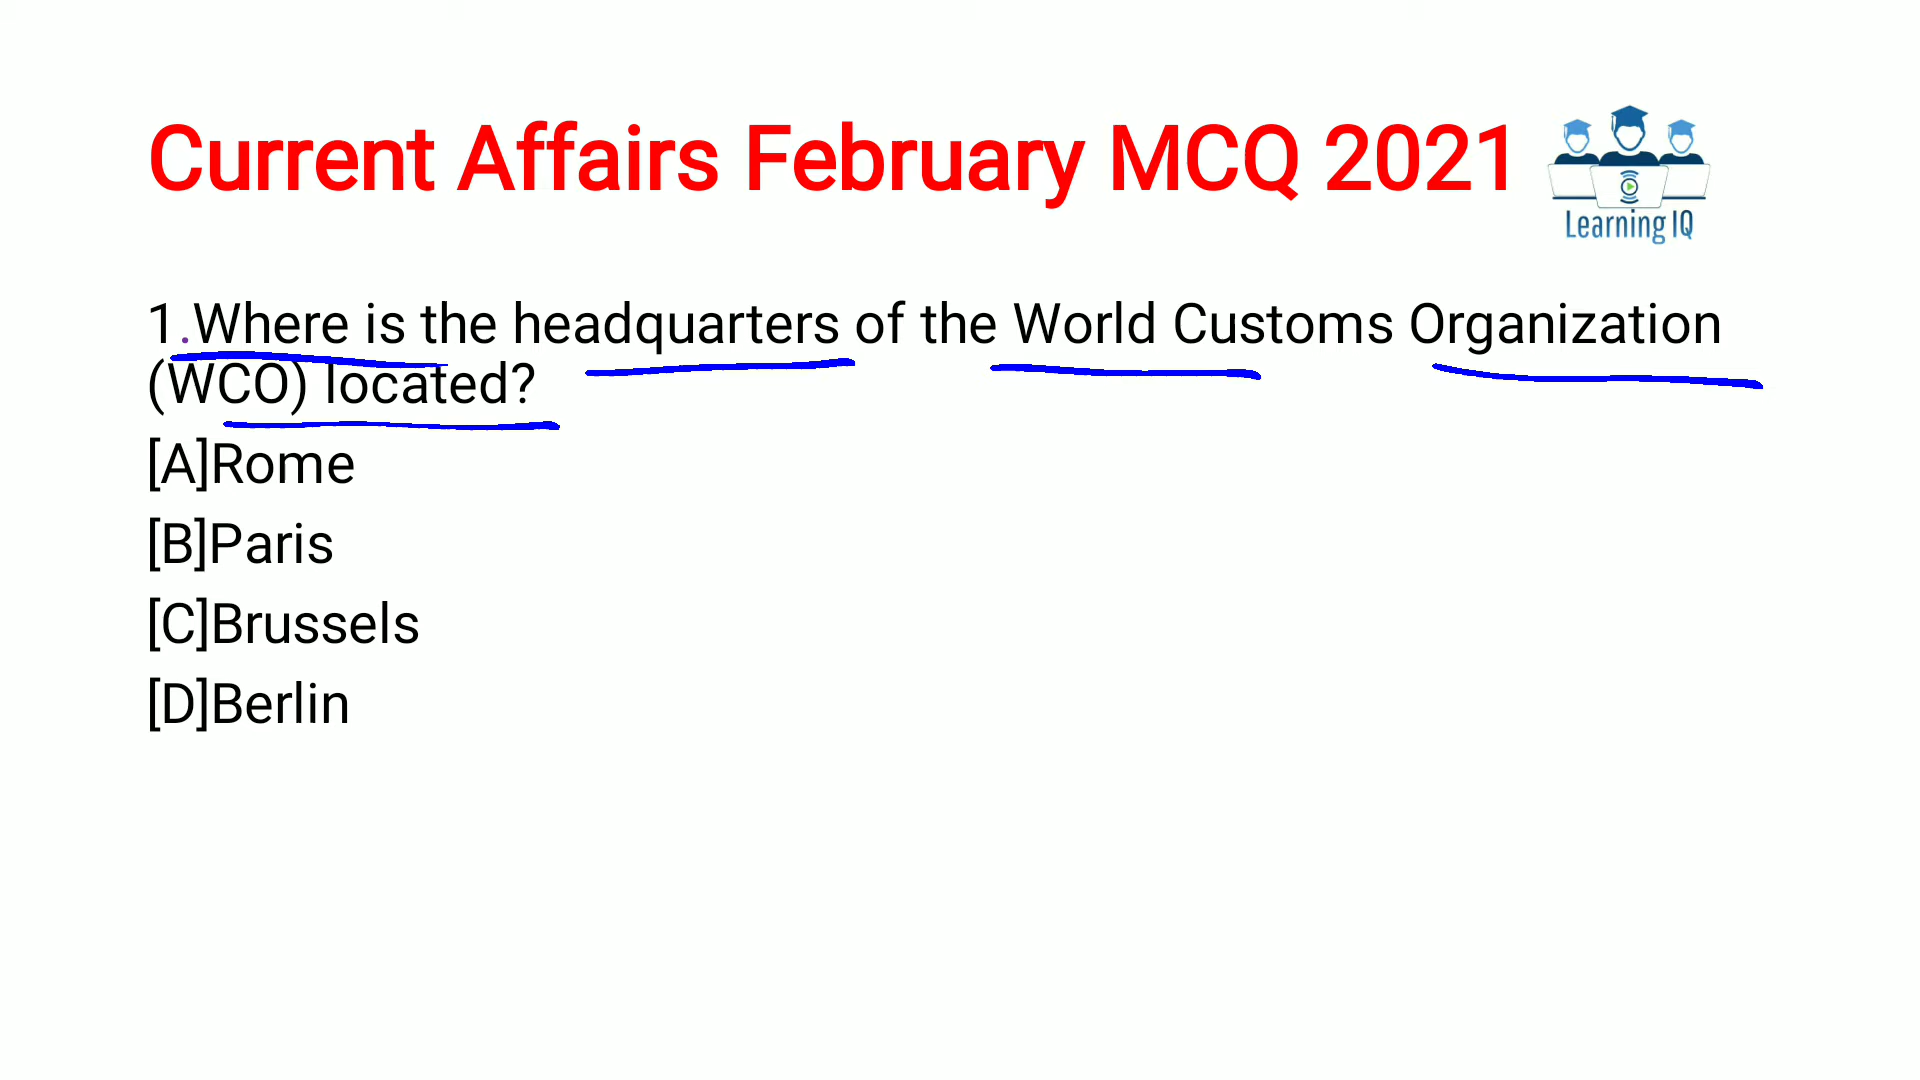 Current Affairs February MCQ 2021
Learning IQ
1.Where is the headquarters of the World Customs Organization
(WCO) located?
[A]Rome
[B]Paris
[C]Brussels
[D]Berlin